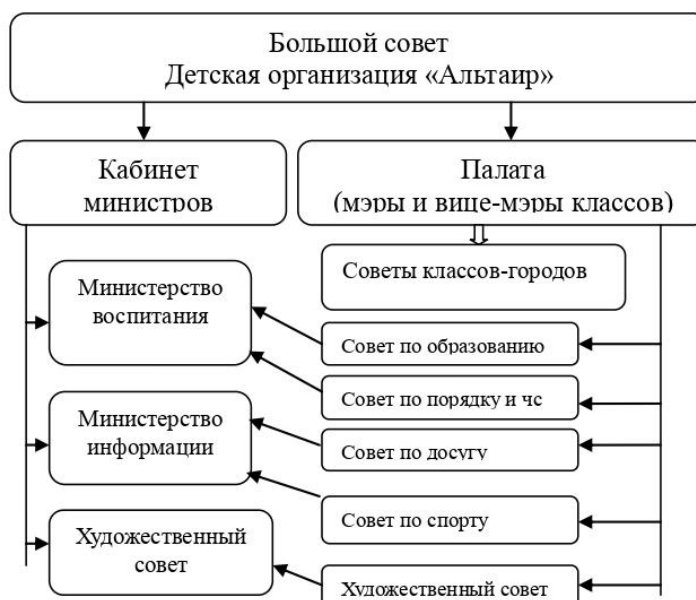 Большой совет
Детская организация «Альтаир»
Кабинет
министров
Палата
(мэры и вице-мэры классов)
Советы классов-городов
Министерство
воспитания
Совет по образованию
Совет по порядку и чс
Министерство
информации
Совет по досугу
Совет по спорту
Художественный
совет
Художественный совет